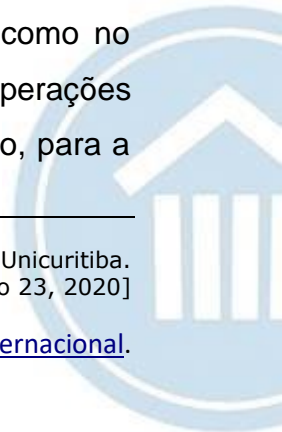 como no
perações
o, para a
Unicuritiba.
o 23, 2020]
ernacional.